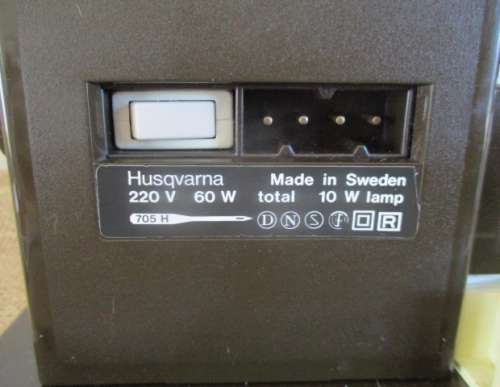 Husqvarna Made in Sweden
220 V 60 W total 10 W lamp
705 H D N S F R